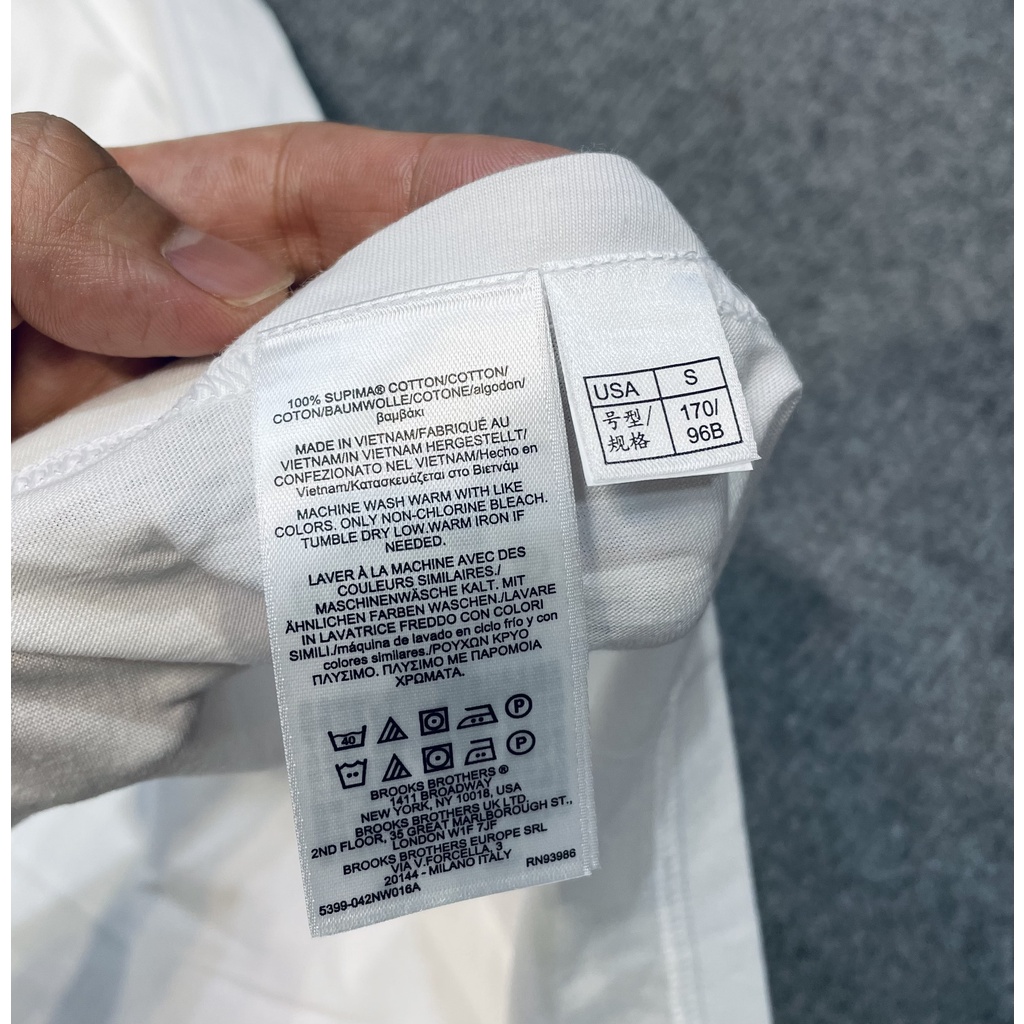 100% SUPIMA® COTTON/COTTON/
COTON/BAUMWOLLE/COTONE/algodon/
βαμβάκι
MADE IN VIETNAM/FABRIQUÉ AU
VIETNAM/IN VIETNAM HERGESTELLT/
CONFEZIONATO NEL VIETNAM/Hecho en
Vietnam/Κατασκευάζεται στο Βιετνάμ
MACHINE WASH WARM WITH LIKE
COLORS. ONLY NON-CHLORINE BLEACH.
TUMBLE DRY LOW.WARM IRON IF
NEEDED.
LAVER À LA MACHINE AVEC DES
COULEURS SIMILAIRES./
MASCHINENWÄSCHE KALT. MIT
ÄHNLICHEN FARBEN WASCHEN./LAVARE
IN LAVATRICE FREDDO CON COLORI
SIMILI./máquina de lavado en ciclo frío y con
colores similares./ΡΟΥΧΩΝ ΚΡΥΟ
ΠΛΥΣΙΜΟ. ΠΛΥΣΙΜΟ ΜΕ ΠΑΡΟΜΟΙΑ
ΧΡΩΜΑΤΑ.
40 P
P
BROOKS BROTHERS ®
1411 BROADWAY
NEW YORK, NY 10018, USA
BROOKS BROTHERS UK LTD,
2ND FLOOR, 35 GREAT MARLBOROUGH ST.,
LONDON W1F 7JF
BROOKS BROTHERS EUROPE SRL
VIA V.FORCELLA, 3
20144 - MILANO ITALY
RN93986
5399-042NW016A
USA S
号型/ 170/
规格 96B